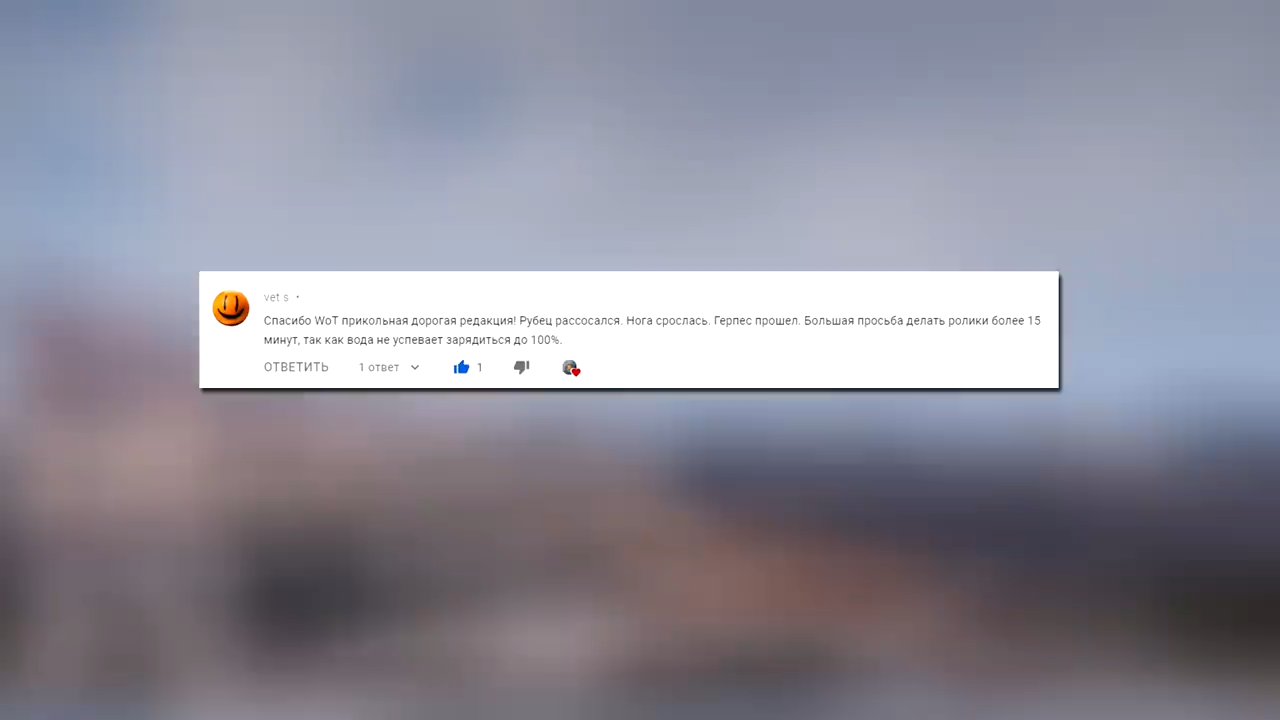 vet s •
Спасибо WoT прикольная дорогая редакция! Рубец рассосался. Нога срослась. Герпес прошел. Большая просьба делать ролики более 15
минут, так как вода не успевает зарядиться до 100%.
ОТВЕТИТЬ 1 ответ 1